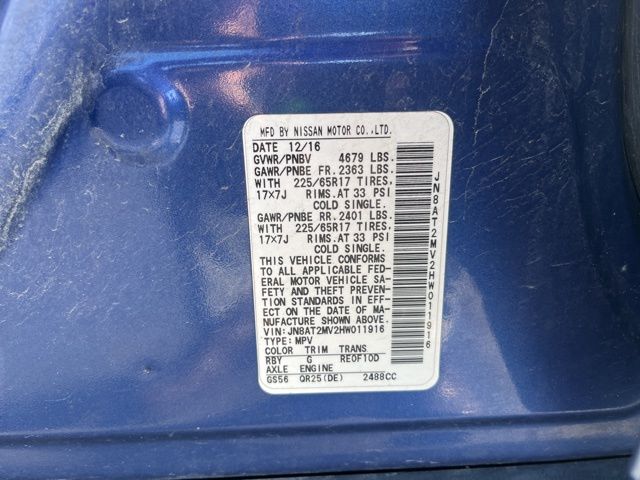 MFD BY NISSAN MOTOR CO.,LTD.
DATE 12/16
GVWR/PNBV 4679 LBS.
GAWR/PNBE FR.2363 LBS.
WITH 225/65R17 TIRES,
17×7J RIMS.AT 33 PSI
COLD SINGLE.
GAWR/PNBE RR.2401 LBS.
WITH 225/65R17 TIRES,
17×7J RIMS.AT 33 PSI
COLD SINGLE.
THIS VEHICLE CONFORMS
TO ALL APPLICABLE FED-
ERAL MOTOR VEHICLE SA-
FETY AND THEFT PREVEN-
TION STANDARDS IN EFF-
ECT ON THE DATE OF MA-
NUFACTURE SHOWN ABOVE.
VIN: JN8AT2MV2HW011916
TYPE: MPV
COLOR TRIM TRANS
RBY G RE0F10D
AXLE ENGINE
GS56 QR25(DE) 2488CC
JN8AT2MV2HW011916